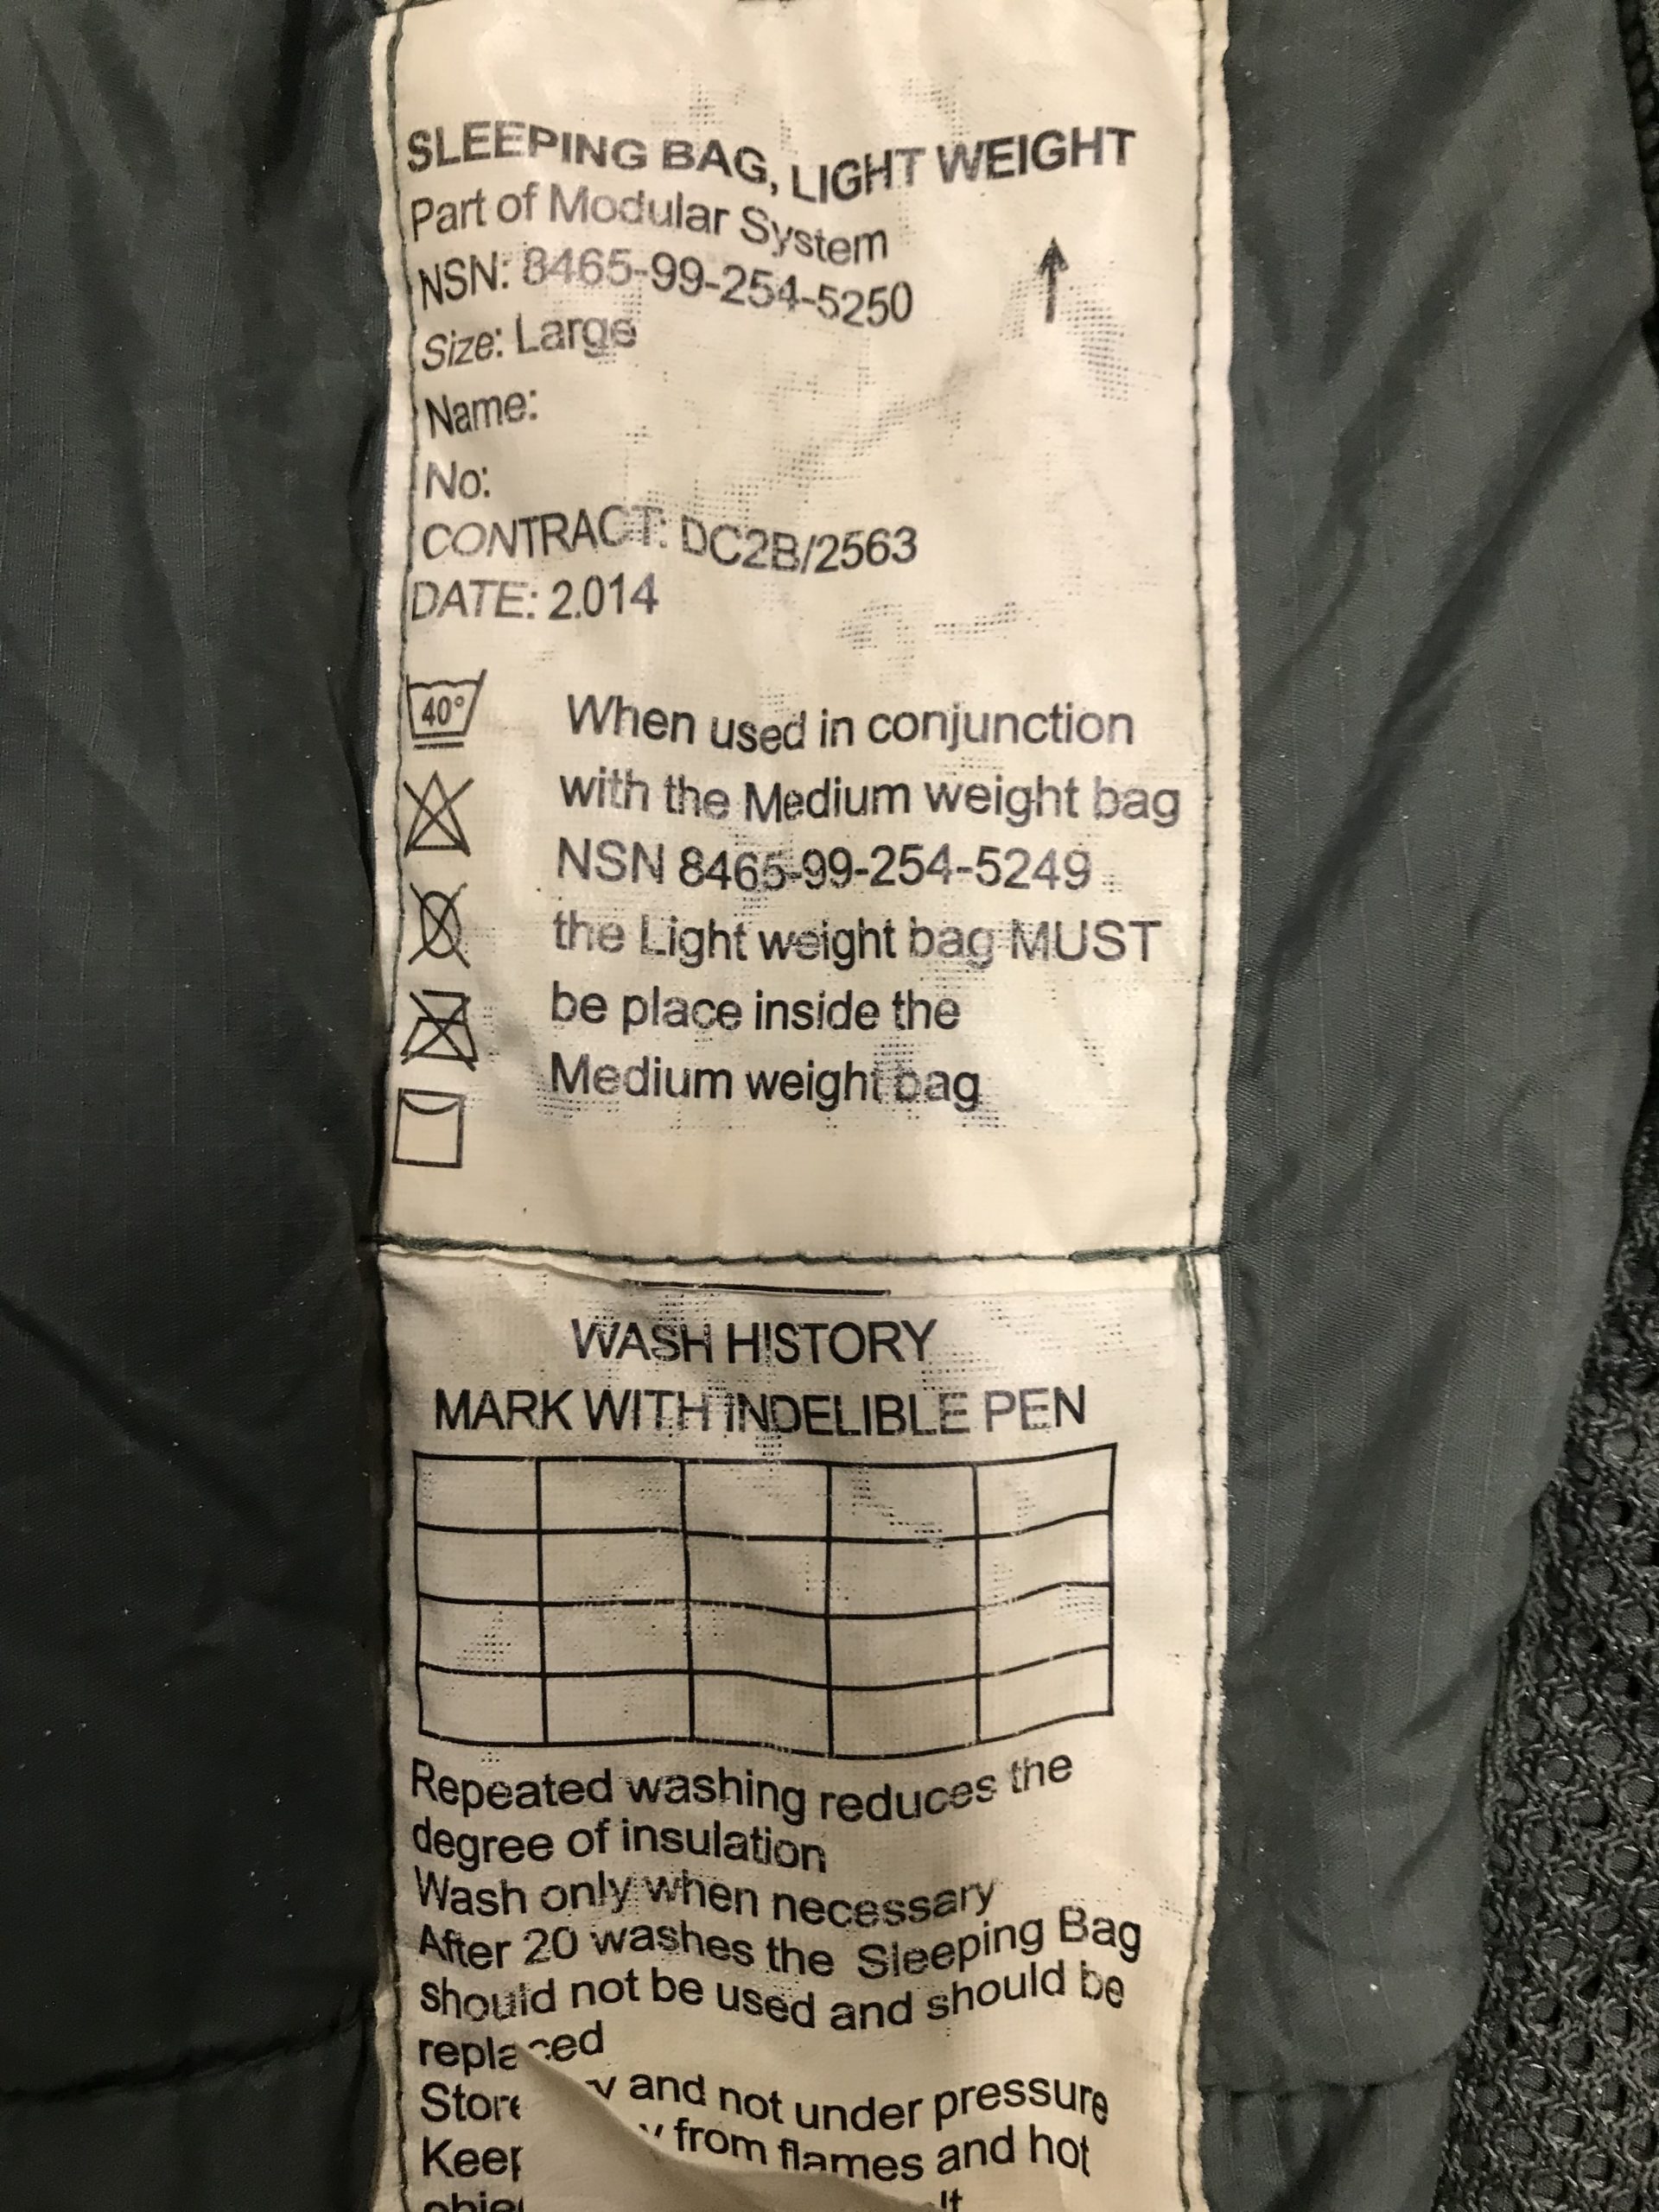 SLEEPING BAG, LIGHT WEIGHT
Part of Modular System
NSN: 8465-99-254-5250
Size: Large
Name:
No:
CONTRACT: DC2B/2563
DATE: 2.014
40°
When used in conjunction
with the Medium weight bag
NSN 8465-99-254-5249
the Light weight bag MUST
be place inside the
Medium weight bag
WASH HISTORY
MARK WITH INDELIBLE PEN
Repeated washing reduces the
degree of insulation
Wash only when necessary
After 20 washes the Sleeping Bag
should not be used and should be
replaced
Store and not under pressure
Keep from flames and hot